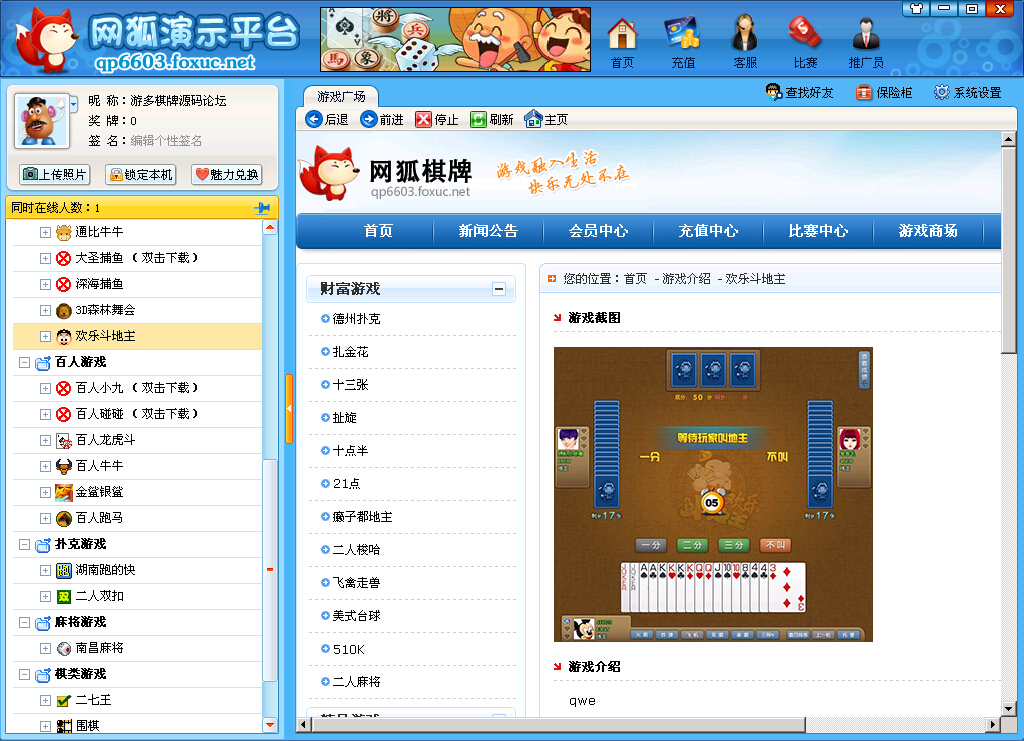 网狐演示平台
qp6603.foxuc.net
首页
充值
客服
比赛
推广员
昵 称：游多棋牌源码论坛
奖 牌：0
签 名：编辑个性签名
上传照片
锁定本机
魅力兑换
同时在线人数：1
通比牛牛
大圣捕鱼 （ 双击下载 ）
深海捕鱼
3D森林舞会
欢乐斗地主
百人游戏
百人小九 （ 双击下载 ）
百人碰碰 （ 双击下载 ）
百人龙虎斗
百人牛牛
金鲨银鲨
百人跑马
扑克游戏
湖南跑的快
二人双扣
麻将游戏
南昌麻将
棋类游戏
二七王
围棋
游戏广场
查找好友
保险柜
系统设置
后退
前进
停止
刷新
主页
网狐棋牌
qp6603.foxuc.net
游戏融入生活
快乐无处不在
首页
新闻公告
会员中心
充值中心
比赛中心
游戏商场
财富游戏
德州扑克
扎金花
十三张
扯旋
十点半
21点
癞子都地主
二人梭哈
飞禽走兽
美式台球
510K
二人麻将
您的位置：首页 - 游戏介绍 - 欢乐斗地主
游戏截图
底分： 50 分
等待玩家叫地主
一分
不叫
05
剩余 17 张
剩余 17 张
一分
二分
三分
不叫
游戏介绍
qwe